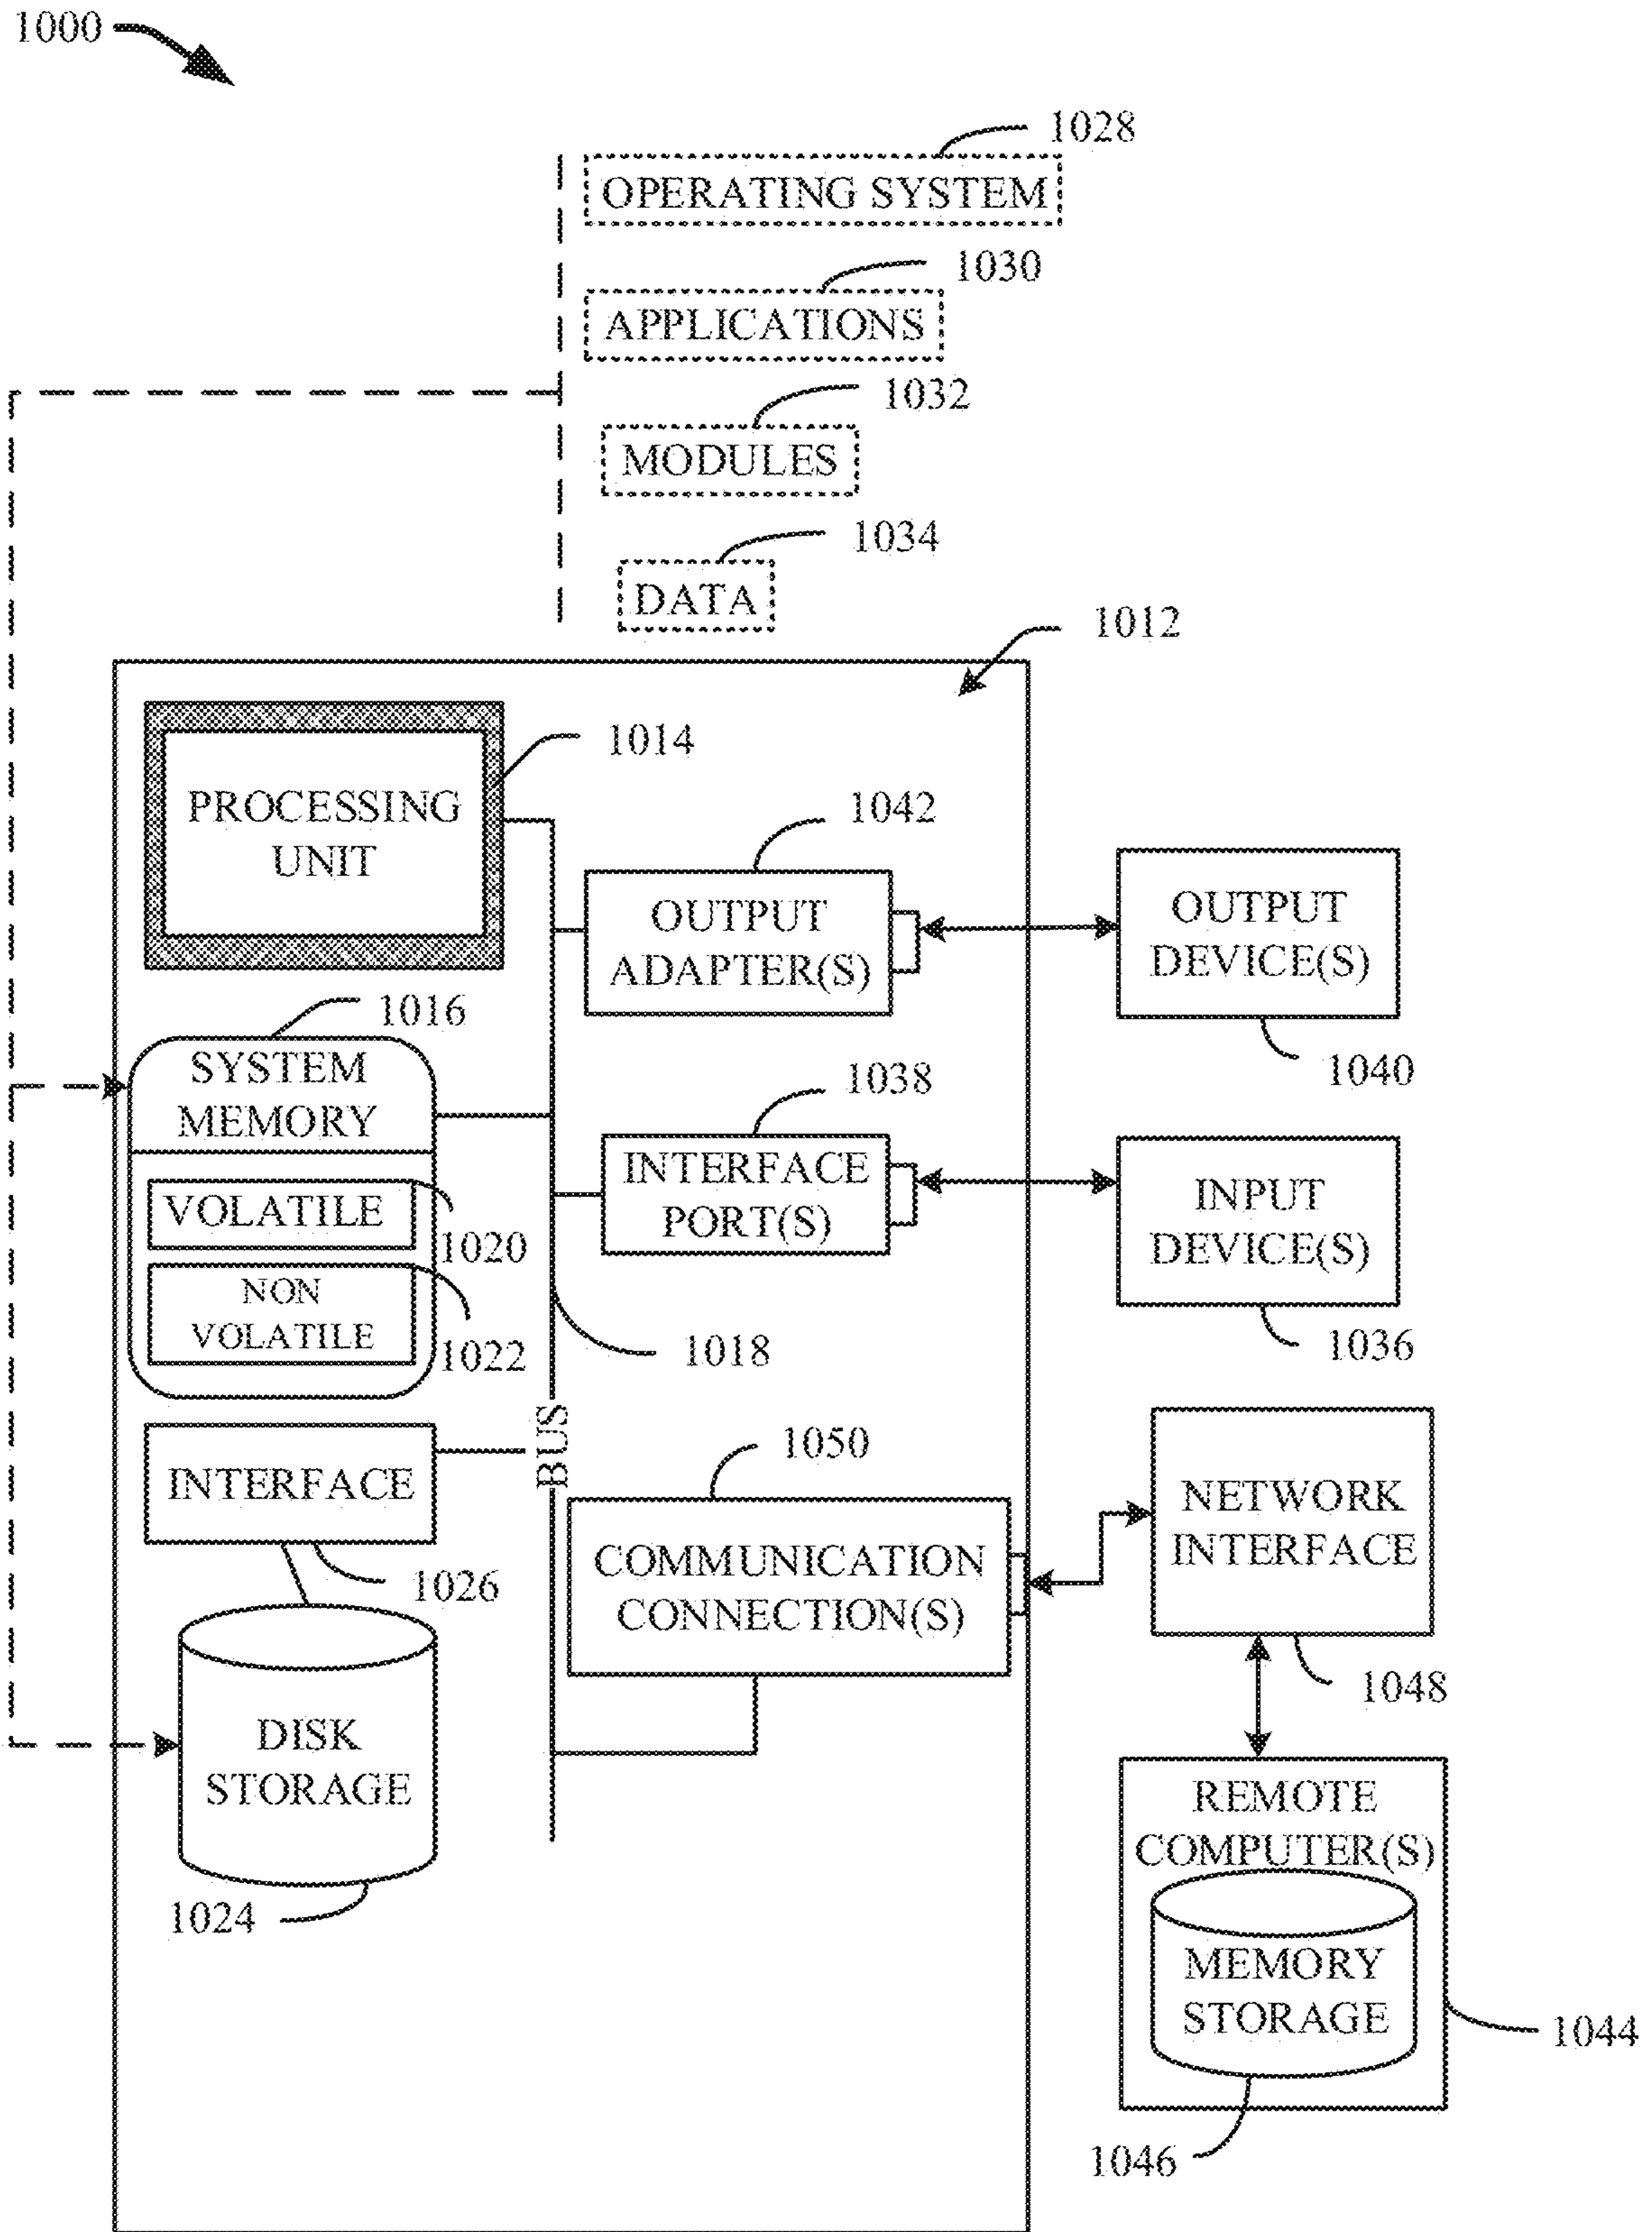 1000
1028
OPERATING SYSTEM
1030
APPLICATIONS
1032
MODULES
1034
DATA
1012
1014
PROCESSING
UNIT
1042
OUTPUT
ADAPTER(S)
OUTPUT
DEVICE(S)
1040
1016
SYSTEM
MEMORY
VOLATILE
1020
NON
VOLATILE
1022
1038
INTERFACE
PORT(S)
INPUT
DEVICE(S)
1036
1018
BUS
INTERFACE
1026
1050
COMMUNICATION
CONNECTION(S)
NETWORK
INTERFACE
1048
DISK
STORAGE
1024
REMOTE
COMPUTER(S)
MEMORY
STORAGE
1044
1046